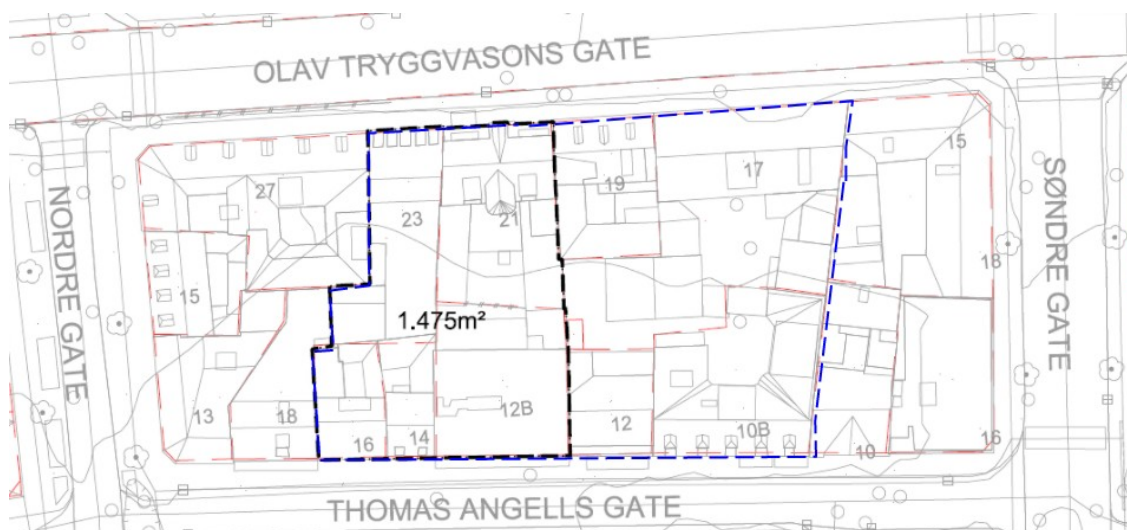 OLAV TRYGGVASONS GATE
NORDRE GATE
SØNDRE GATE
27
23
21
19
17
15
15
18
1.475m²
13
18
16
14
12B
12
10B
10
16
THOMAS ANGELLS GATE